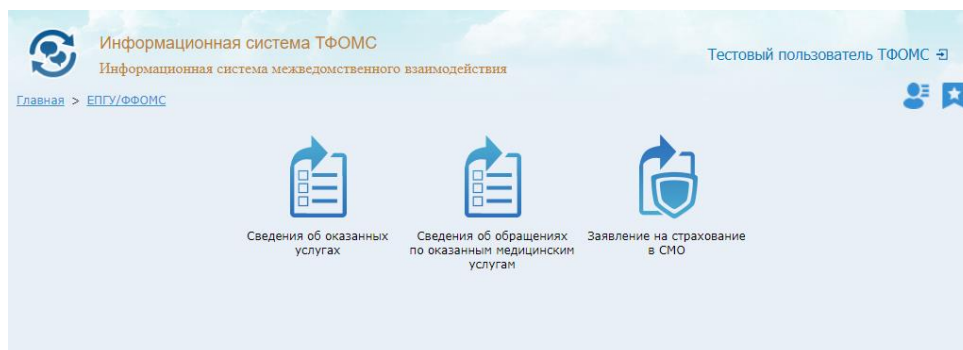 Информационная система ТФОМС
Информационная система межведомственного взаимодействия
Тестовый пользователь ТФОМС
Главная > ЕПГУ/ФФОМС
Сведения об оказанных
услугах
Сведения об обращениях
по оказанным медицинским
услугам
Заявление на страхование
в СМО